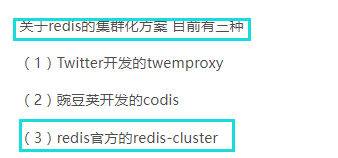 关于redis的集群化方案 目前有三种
（1）Twitter开发的twemproxy
（2）豌豆荚开发的codis
（3）redis官方的redis-cluster